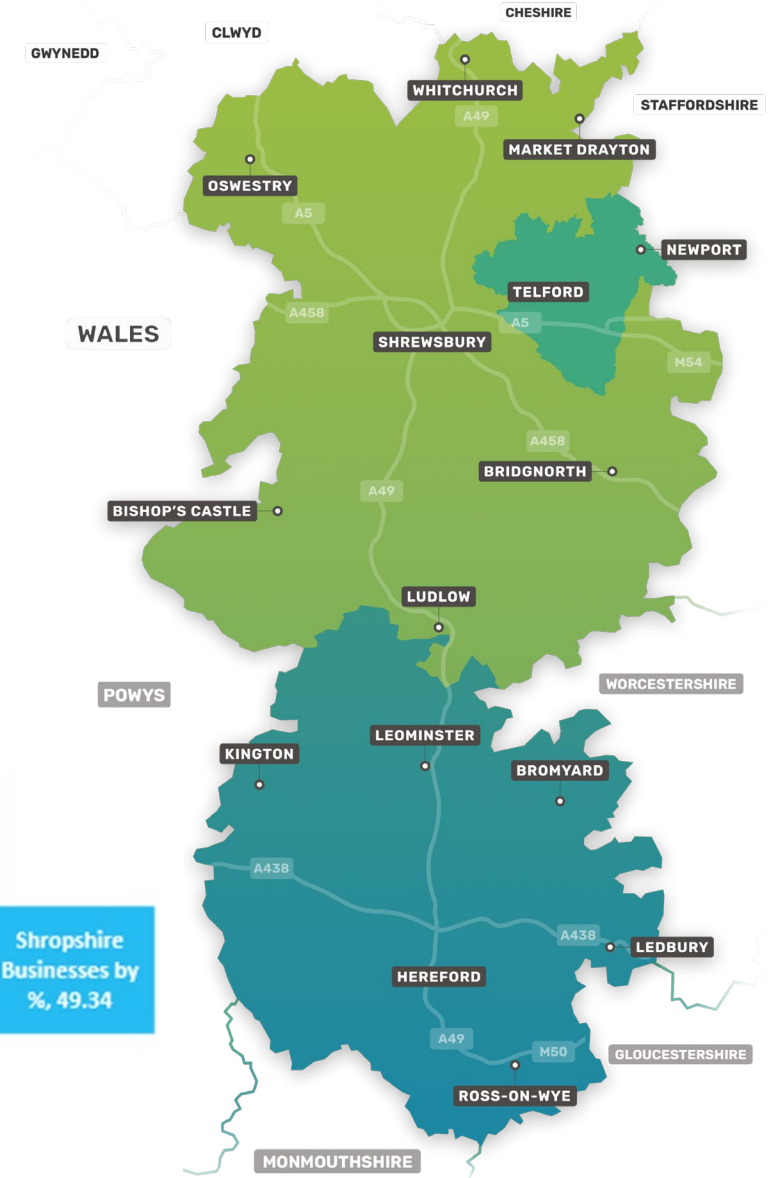 CHESHIRE
CLWYD
GWYNEDD
WHITCHURCH
STAFFORDSHIRE
A49
MARKET DRAYTON
OSWESTRY
A5
NEWPORT
TELFORD
A458
A5
WALES
SHREWSBURY
M54
A458
BRIDGNORTH
A49
BISHOP'S CASTLE
LUDLOW
WORCESTERSHIRE
POWYS
LEOMINSTER
KINGTON
BROMYARD
A438
A438
LEDBURY
Shropshire
Businesses by
%, 49.34
HEREFORD
A49
M50
GLOUCESTERSHIRE
ROSS-ON-WYE
MONMOUTHSHIRE